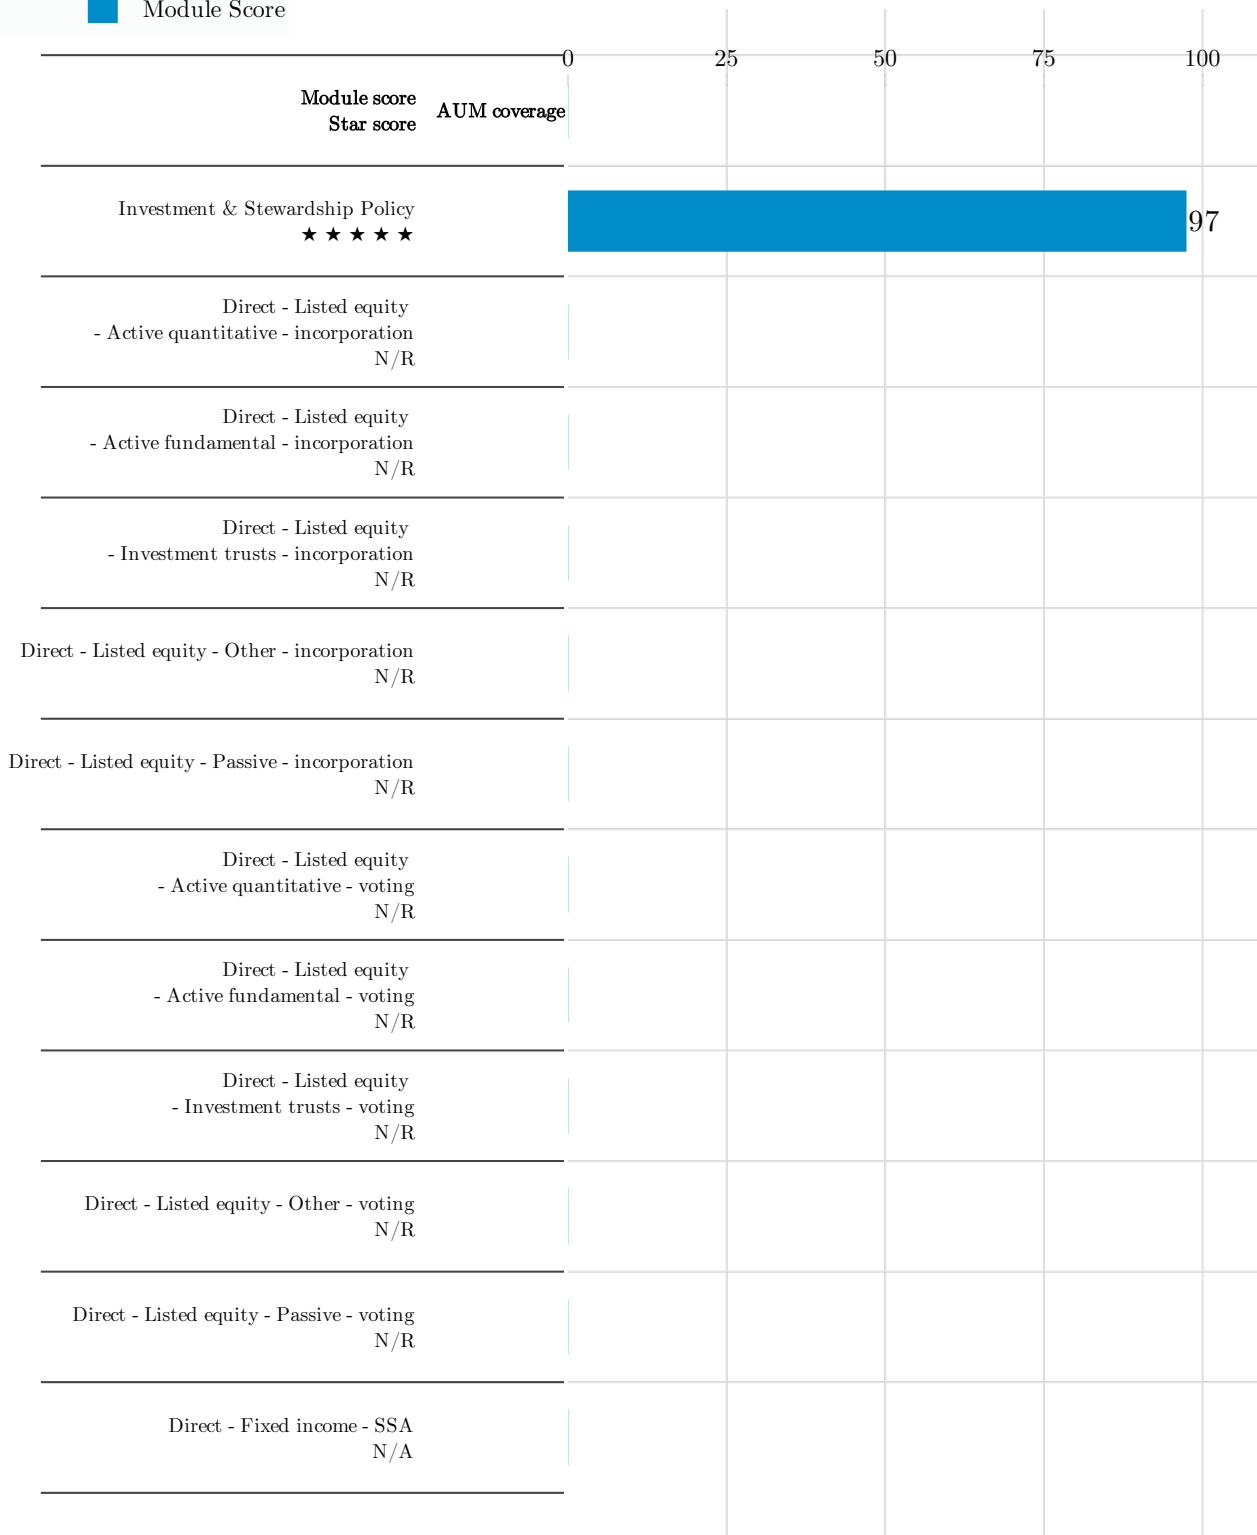 Module Score
0 25 50 75 100
Module score
Star score
AUM coverage
Investment & Stewardship Policy
★ ★ ★ ★ ★
97
Direct - Listed equity
- Active quantitative - incorporation
N/R
Direct - Listed equity
- Active fundamental - incorporation
N/R
Direct - Listed equity
- Investment trusts - incorporation
N/R
Direct - Listed equity - Other - incorporation
N/R
Direct - Listed equity - Passive - incorporation
N/R
Direct - Listed equity
- Active quantitative - voting
N/R
Direct - Listed equity
- Active fundamental - voting
N/R
Direct - Listed equity
- Investment trusts - voting
N/R
Direct - Listed equity - Other - voting
N/R
Direct - Listed equity - Passive - voting
N/R
Direct - Fixed income - SSA
N/A